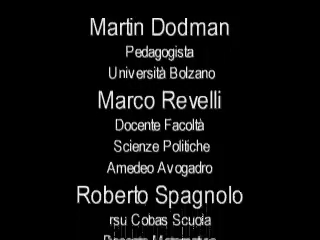 Martin Dodman
Pedagogista
Università Bolzano
Marco Revelli
Docente Facoltà
Scienze Politiche
Amedeo Avogadro
Roberto Spagnolo
rsu Cobas Scuola